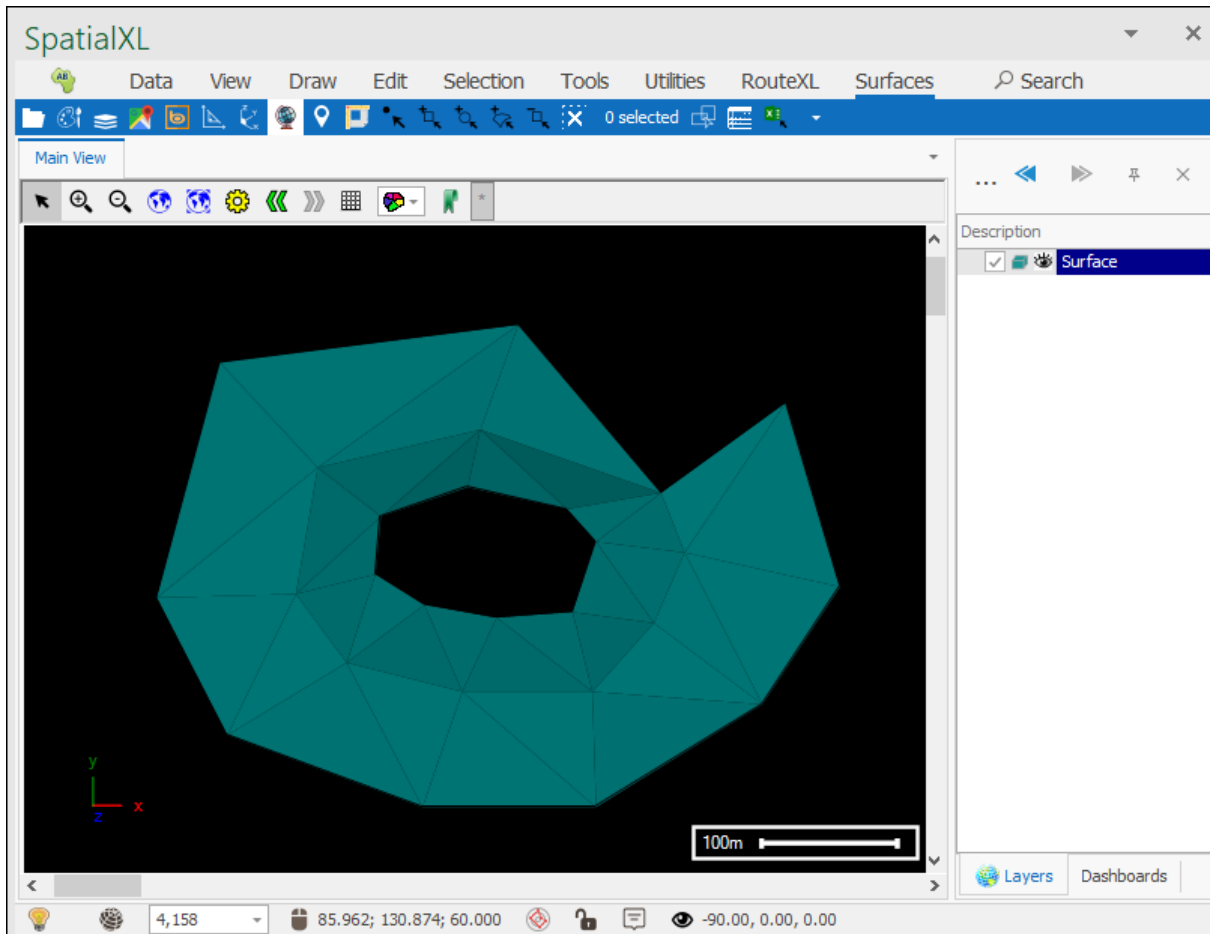 SpatialXL
AB Data View Draw Edit Selection Tools Utilities RouteXL Surfaces Search
0 selected
Main View
...
*
Description
Surface
y
x
z
100m
Layers Dashboards
4,158 85.962; 130.874; 60.000 -90.00, 0.00, 0.00